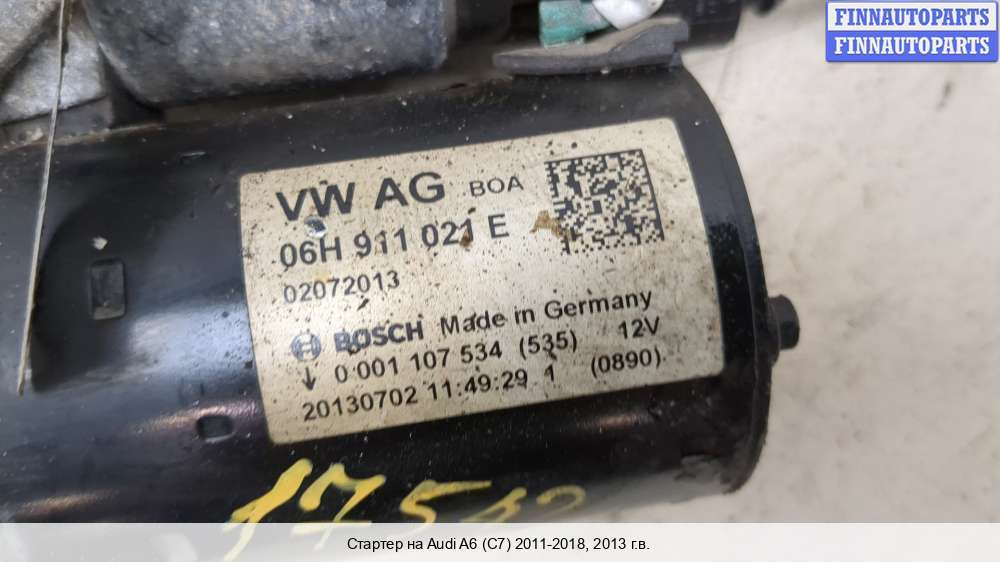 FINNAUTOPARTS
FINNAUTOPARTS
VW AG BOA
06H 911 021 E
02072013
BOSCH Made in Germany
0 001 107 534 (535) 12V
20130702 11:49:29 1 (0890)
Стартер на Audi A6 (C7) 2011-2018, 2013 г.в.